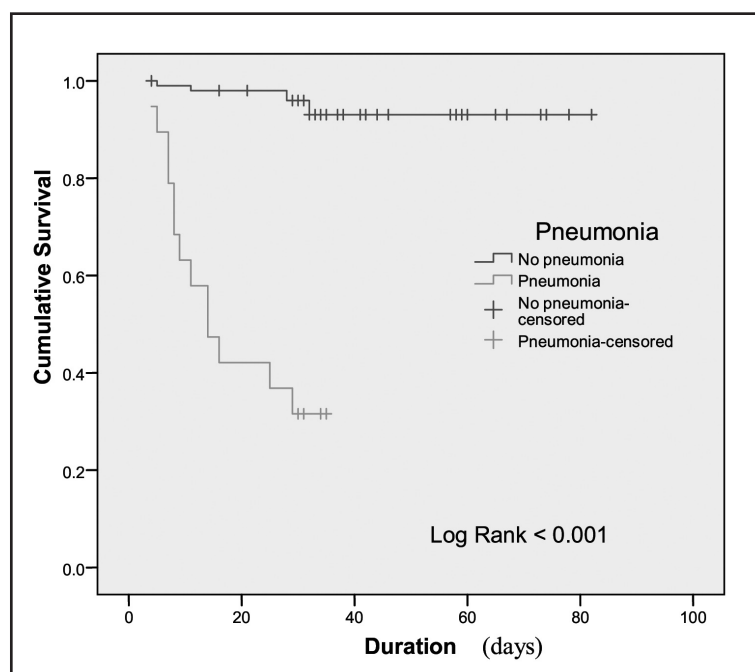 1.0
0.8
0.6
0.4
0.2
0.0
Cumulative Survival
Pneumonia
No pneumonia
Pneumonia
No pneumonia-
censored
Pneumonia-censored
Log Rank < 0.001
0 20 40 60 80 100
Duration (days)